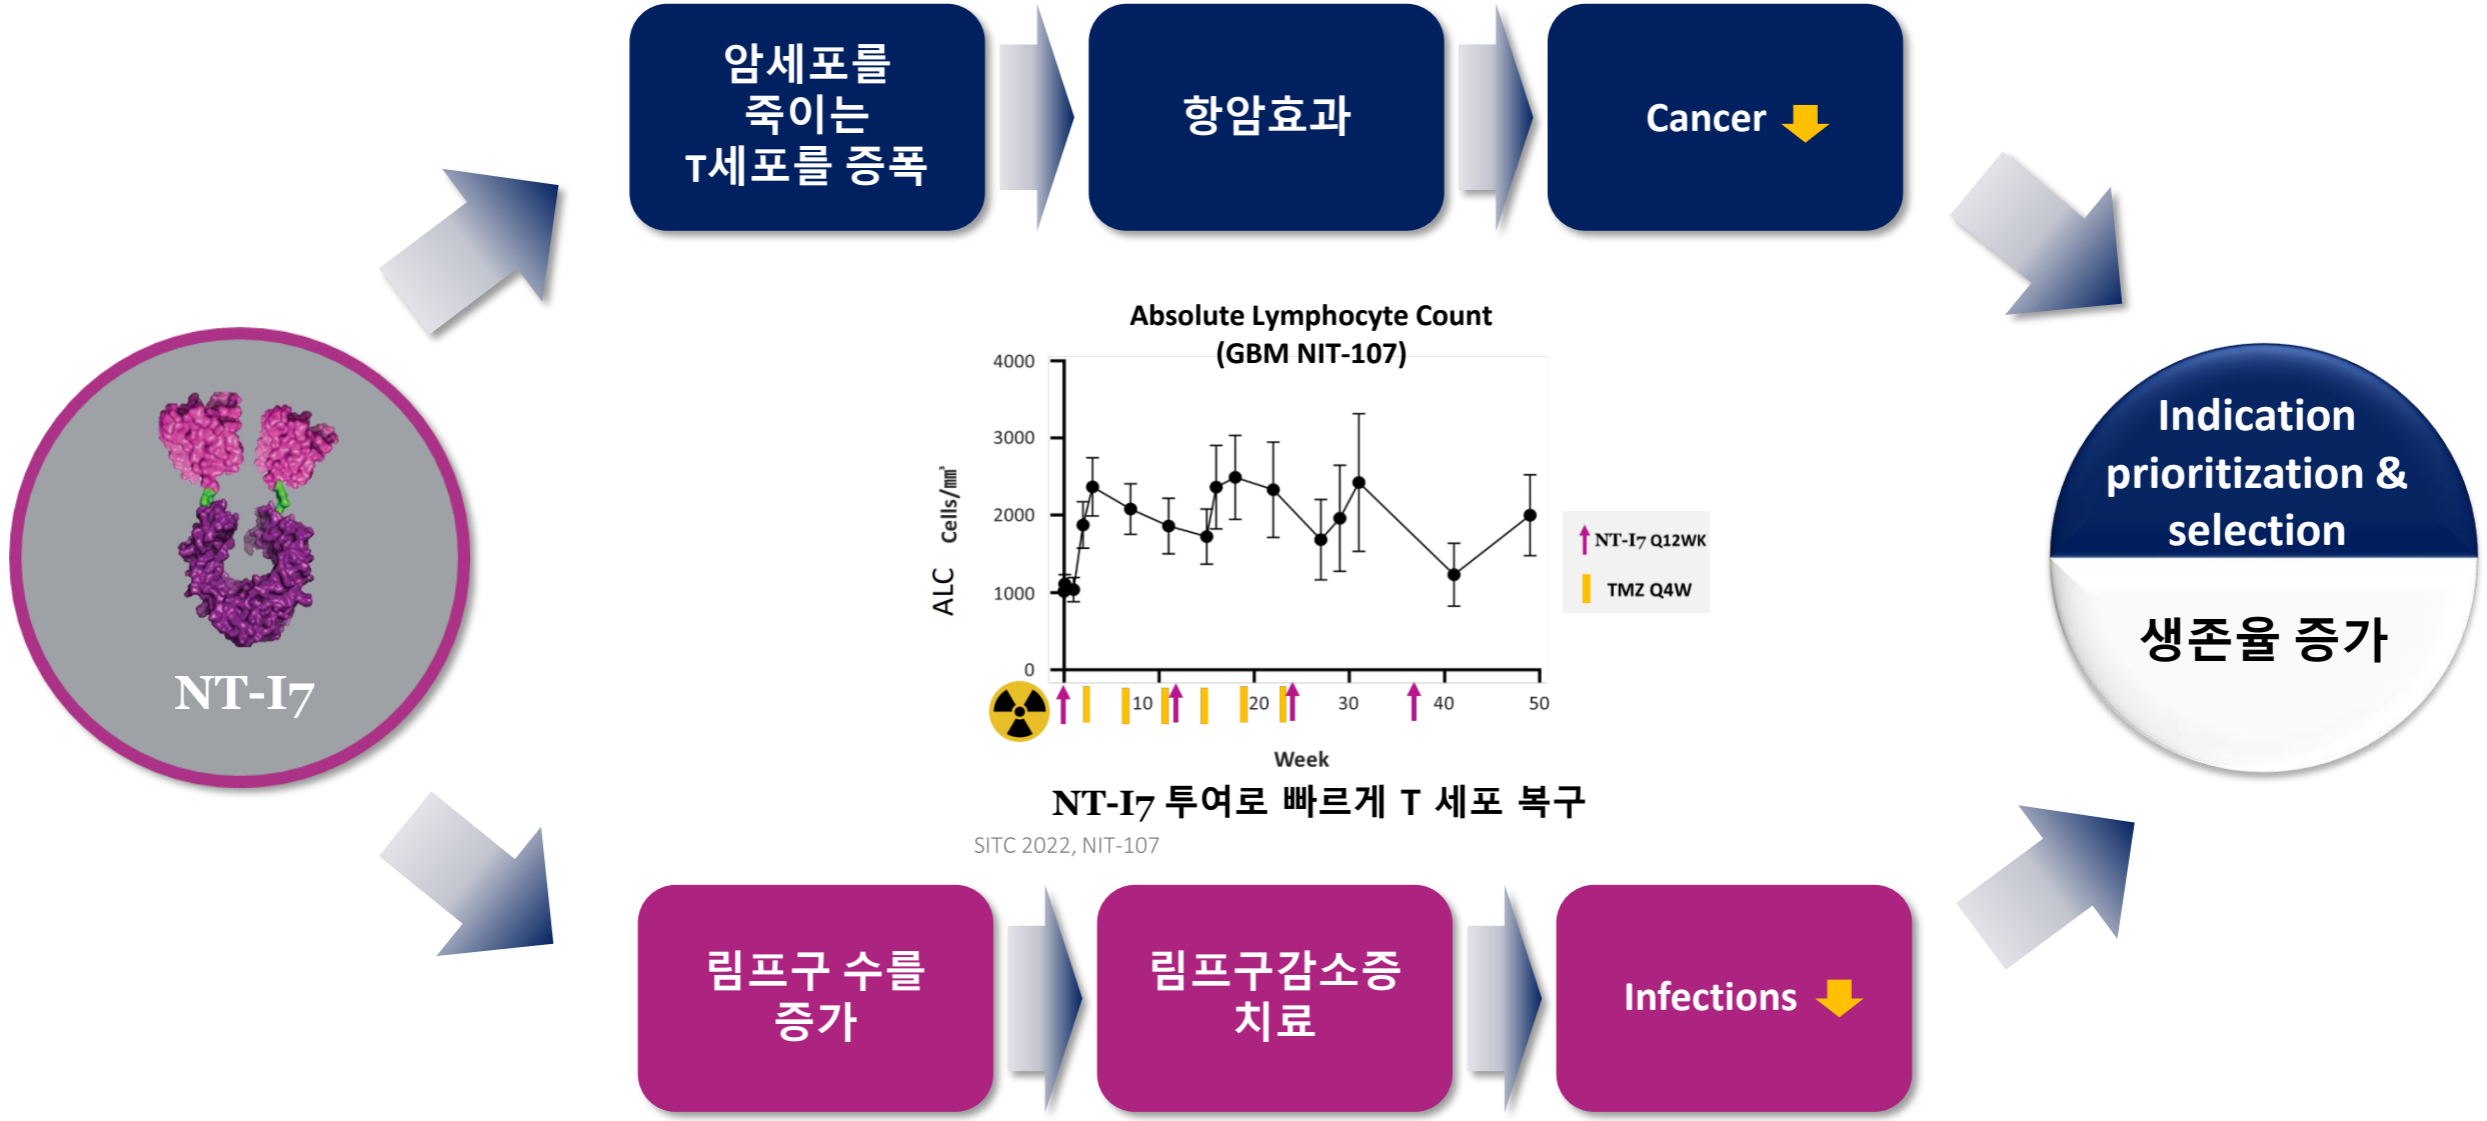 암세포를
죽이는
T세포를 증폭
항암효과
Cancer
Absolute Lymphocyte Count
(GBM NIT-107)
4000
3000
2000
1000
0
ALC Cells/㎣
10
20
30
40
50
Week
NT-I7 Q12WK
TMZ Q4W
NT-I7
Indication
prioritization &
selection
생존율 증가
NT-I7 투여로 빠르게 T 세포 복구
SITC 2022, NIT-107
림프구 수를
증가
림프구감소증
치료
Infections